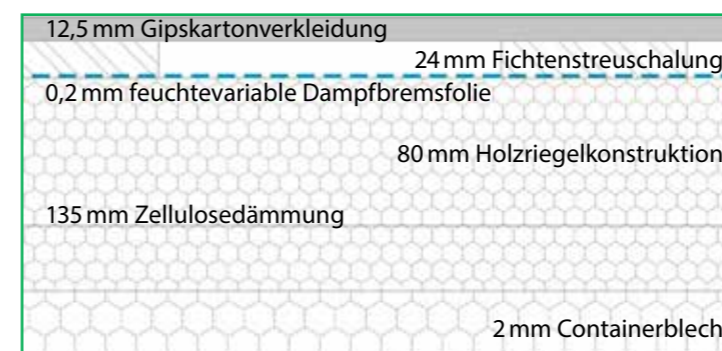 12,5 mm Gipskartonverkleidung
24 mm Fichtenstreuschalung
0,2 mm feuchtevariable Dampfbremsfolie
80 mm Holzriegelkonstruktion
135 mm Zellulosedämmung
2 mm Containerblech